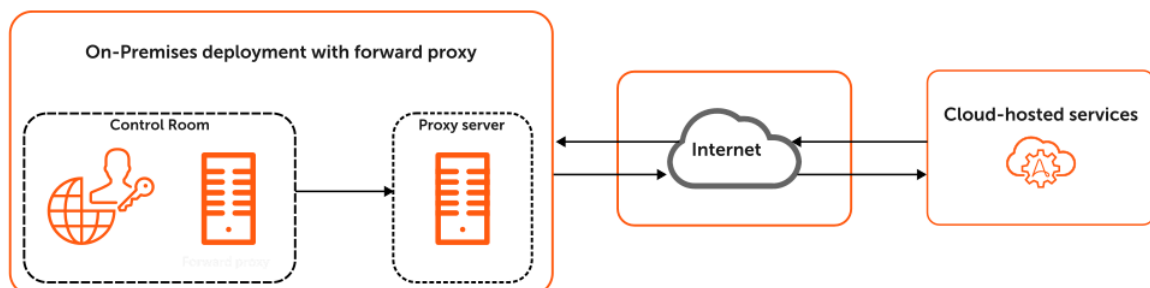 On-Premises deployment with forward proxy
Control Room
Proxy server
Forward proxy
Internet
Cloud-hosted services